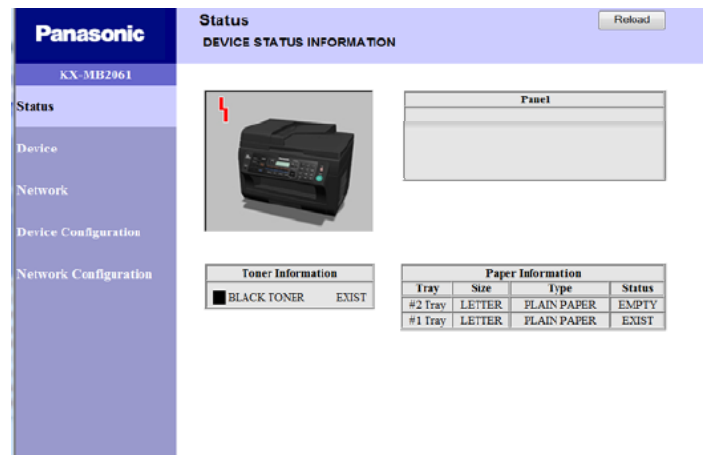 Panasonic
Status
Reload
DEVICE STATUS INFORMATION
KX-MB2061
Status
Device
Network
Device Configuration
Network Configuration
Panel
Toner Information
BLACK TONER EXIST
Paper Information
Tray Size Type Status
#2 Tray LETTER PLAIN PAPER EMPTY
#1 Tray LETTER PLAIN PAPER EXIST